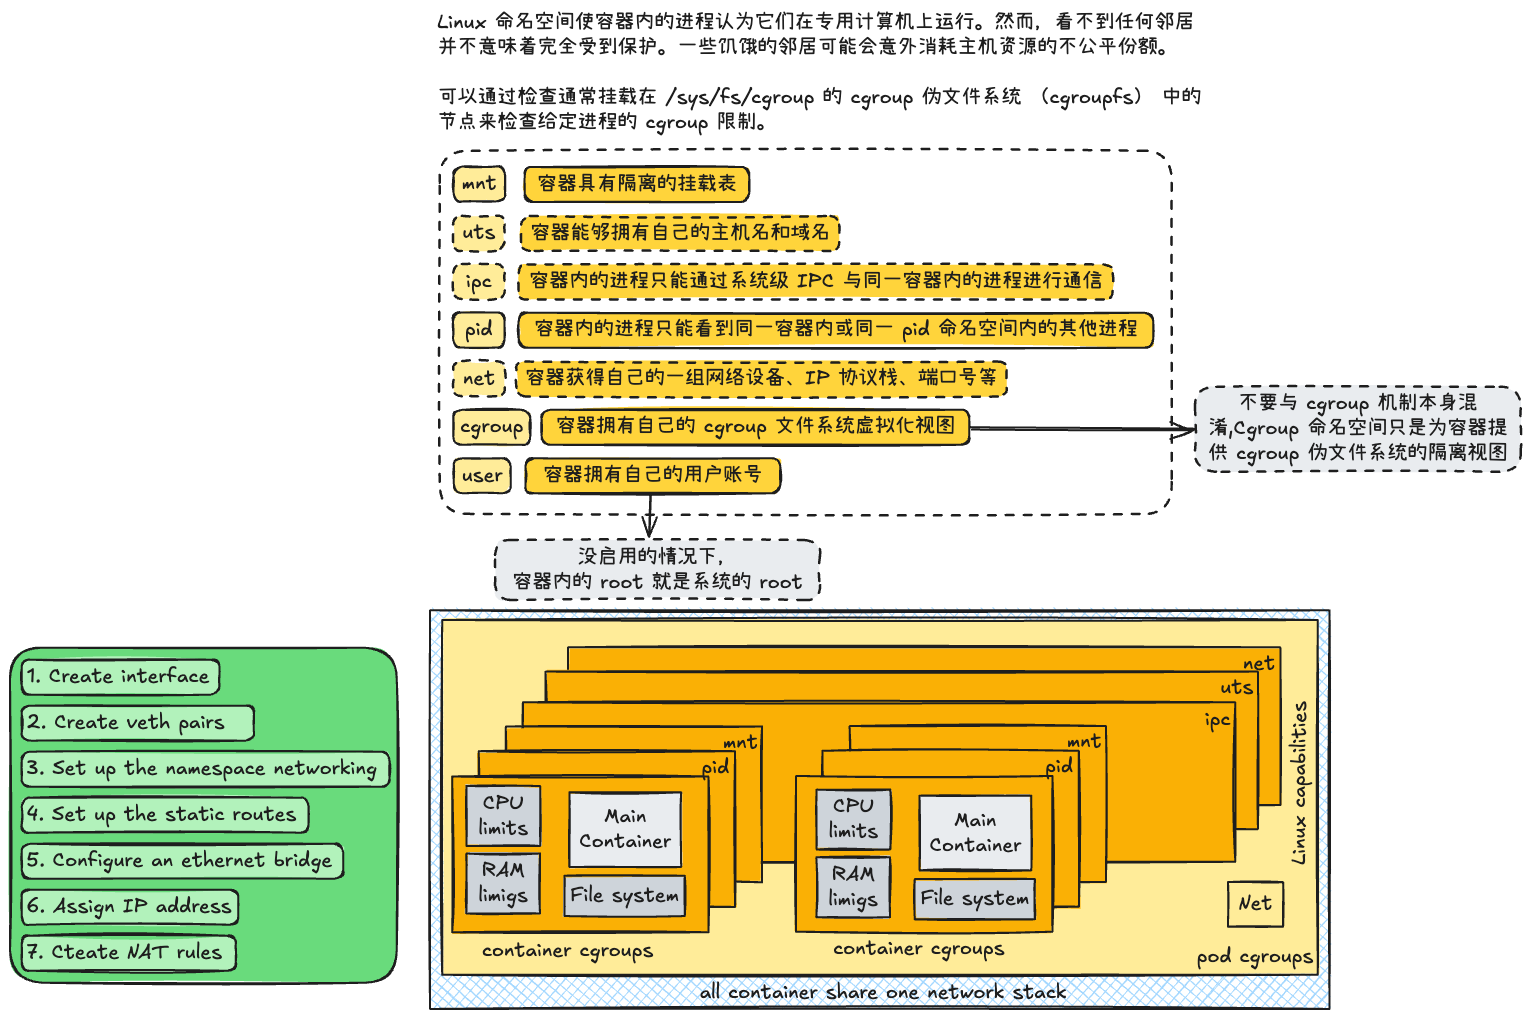 Linux 命名空间使容器内的进程认为它们在专用计算机上运行。然而，看不到任何邻居
并不意味着完全受到保护。一些饥饿的邻居可能会意外消耗主机资源的不公平份额。
可以通过检查通常挂载在 /sys/fs/cgroup 的 cgroup 伪文件系统 （cgroupfs） 中的
节点来检查给定进程的 cgroup 限制。
mnt 容器具有隔离的挂载表
uts 容器能够拥有自己的主机名和域名
ipc 容器内的进程只能通过系统级 IPC 与同一容器内的进程进行通信
pid 容器内的进程只能看到同一容器内或同一 pid 命名空间内的其他进程
net 容器获得自己的一组网络设备、IP 协议栈、端口号等
cgroup 容器拥有自己的 cgroup 文件系统虚拟化视图
不要与 cgroup 机制本身混
淆,Cgroup 命名空间只是为容器提
供 cgroup 伪文件系统的隔离视图
user 容器拥有自己的用户账号
没启用的情况下，
容器内的 root 就是系统的 root
1. Create interface
2. Create veth pairs
3. Set up the namespace networking
4. Set up the static routes
5. Configure an ethernet bridge
6. Assign IP address
7. Cteate NAT rules
net
uts
ipc
mnt
pid
CPU
limits
RAM
limigs
Main
Container
File system
container cgroups
mnt
pid
CPU
limits
RAM
limigs
Main
Container
File system
container cgroups
Linux capabilities
Net
pod cgroups
all container share one network stack